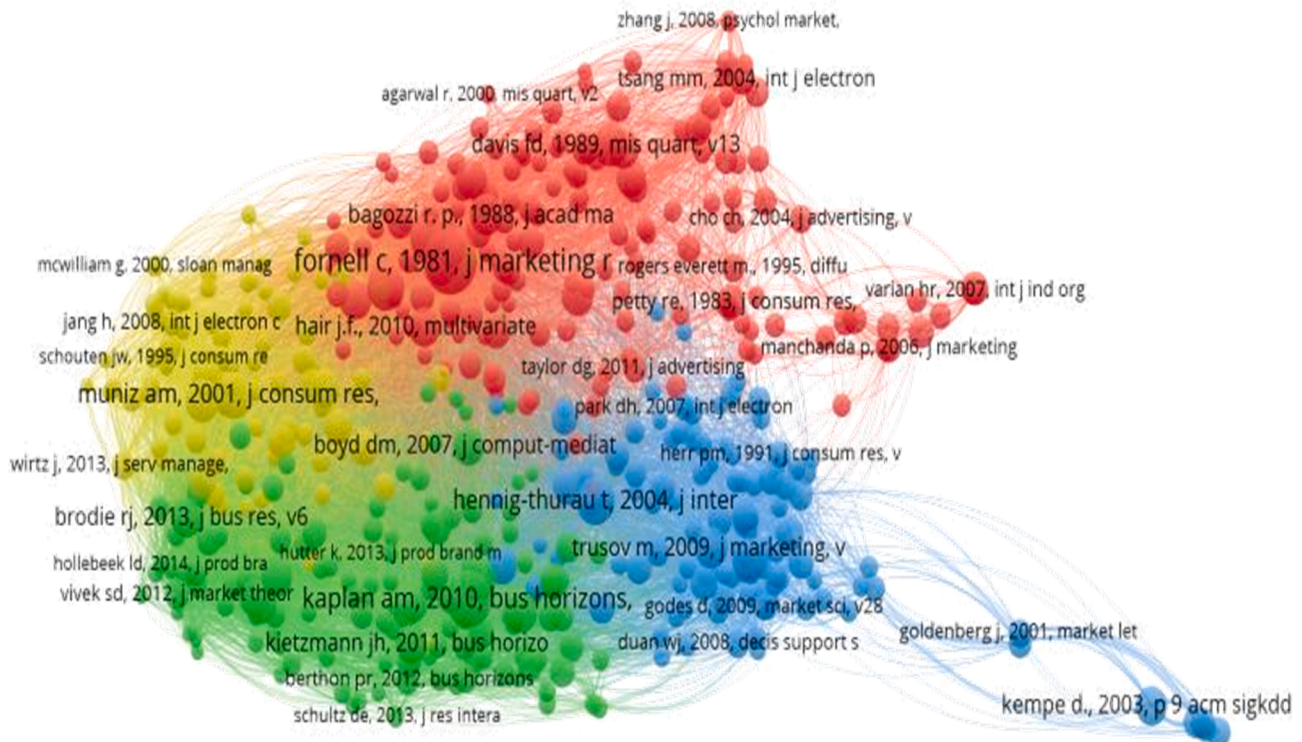 zhang j, 2008, psychol market,
tsang mm, 2004, int j electron
agarwal r, 2000, mis quart, v2
davis fd, 1989, mis quart, v13
bagozzi r. p., 1988, j acad ma
cho ch, 2004, j advertising, v
mcwilliam g, 2000, sloan manag
fornell c, 1981, j marketing r
rogers everett m., 1995, diffu
varian hr, 2007, int j ind org
petty re, 1983, j consum res,
jang h, 2008, int j electron c
hair j.f., 2010, multivariate
manchanda p, 2006, j marketing
schouten jw, 1995, j consum re
taylor dg, 2011, j advertising
muniz am, 2001, j consum res,
park dh, 2007, int j electron
boyd dm, 2007, j comput-mediat
herr pm, 1991, j consum res, v
wirtz j, 2013, j serv manage,
hennig-thurau t, 2004, j inter
brodie rj, 2013, j bus res, v6
trusov m, 2009, j marketing, v
hutter k, 2013, j prod brand m
hollebeek ld, 2014, j prod bra
vivek sd, 2012, j market theor
kaplan am, 2010, bus horizons,
godes d, 2009, market sci, v28
goldenberg j, 2001, market let
kietzmann jh, 2011, bus horizo
duan wj, 2008, decis support s
berthon pr, 2012, bus horizons
kempe d., 2003, p 9 acm sigkdd
schultz de, 2013, j res intera